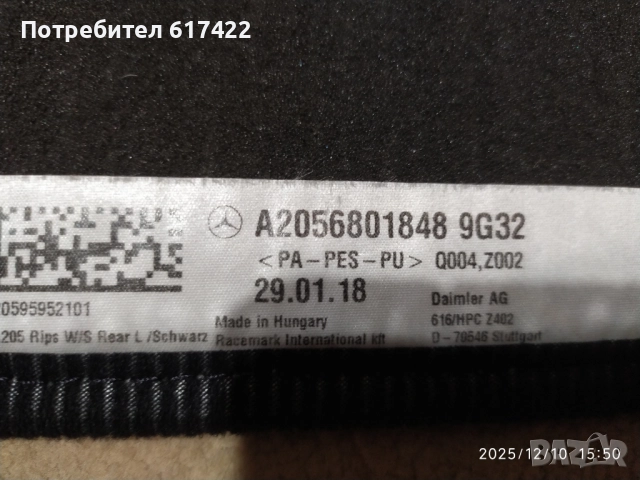 Потребител 617422
A2056801848 9G32
<PA-PES-PU> Q004,Z002
29.01.18
Daimler AG
0595952101
Made in Hungary
616/HPC Z402
205 Rips W/S Rear L /Schwarz
Racemark International kft
D-70546 Stuttgart
2025/12/10 15:50
BAZAR